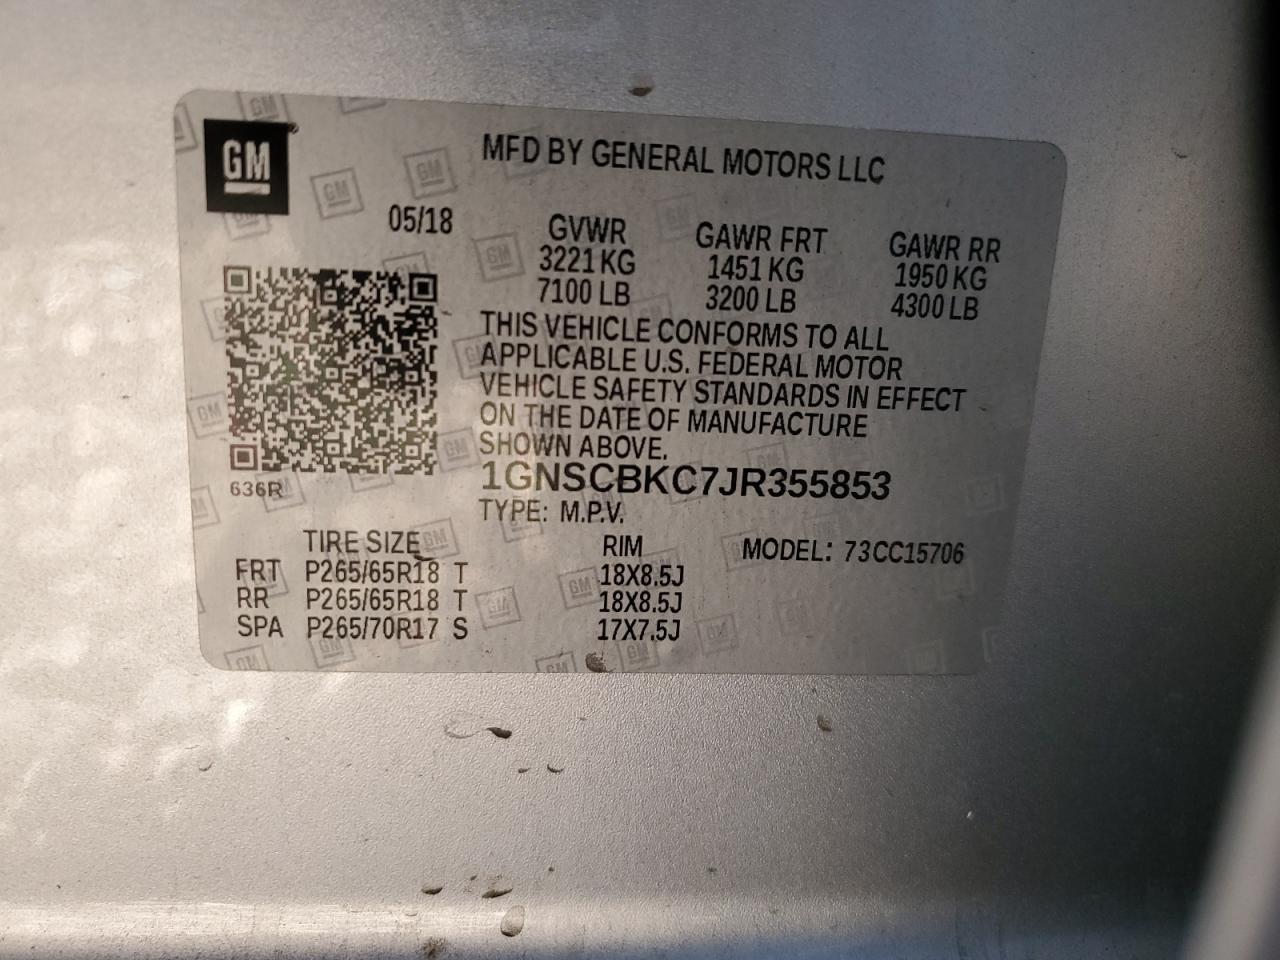 GM
MFD BY GENERAL MOTORS LLC
05/18
GVWR GAWR FRT GAWR RR
3221 KG 1451 KG 1950 KG
7100 LB 3200 LB 4300 LB
THIS VEHICLE CONFORMS TO ALL
APPLICABLE U.S. FEDERAL MOTOR
VEHICLE SAFETY STANDARDS IN EFFECT
ON THE DATE OF MANUFACTURE
SHOWN ABOVE.
636R
1GNSCBKC7JR355853
TYPE: M.P.V.
TIRE SIZE RIM MODEL: 73CC15706
FRT P265/65R18 T 18X8.5J
RR P265/65R18 T 18X8.5J
SPA P265/70R17 S 17X7.5J